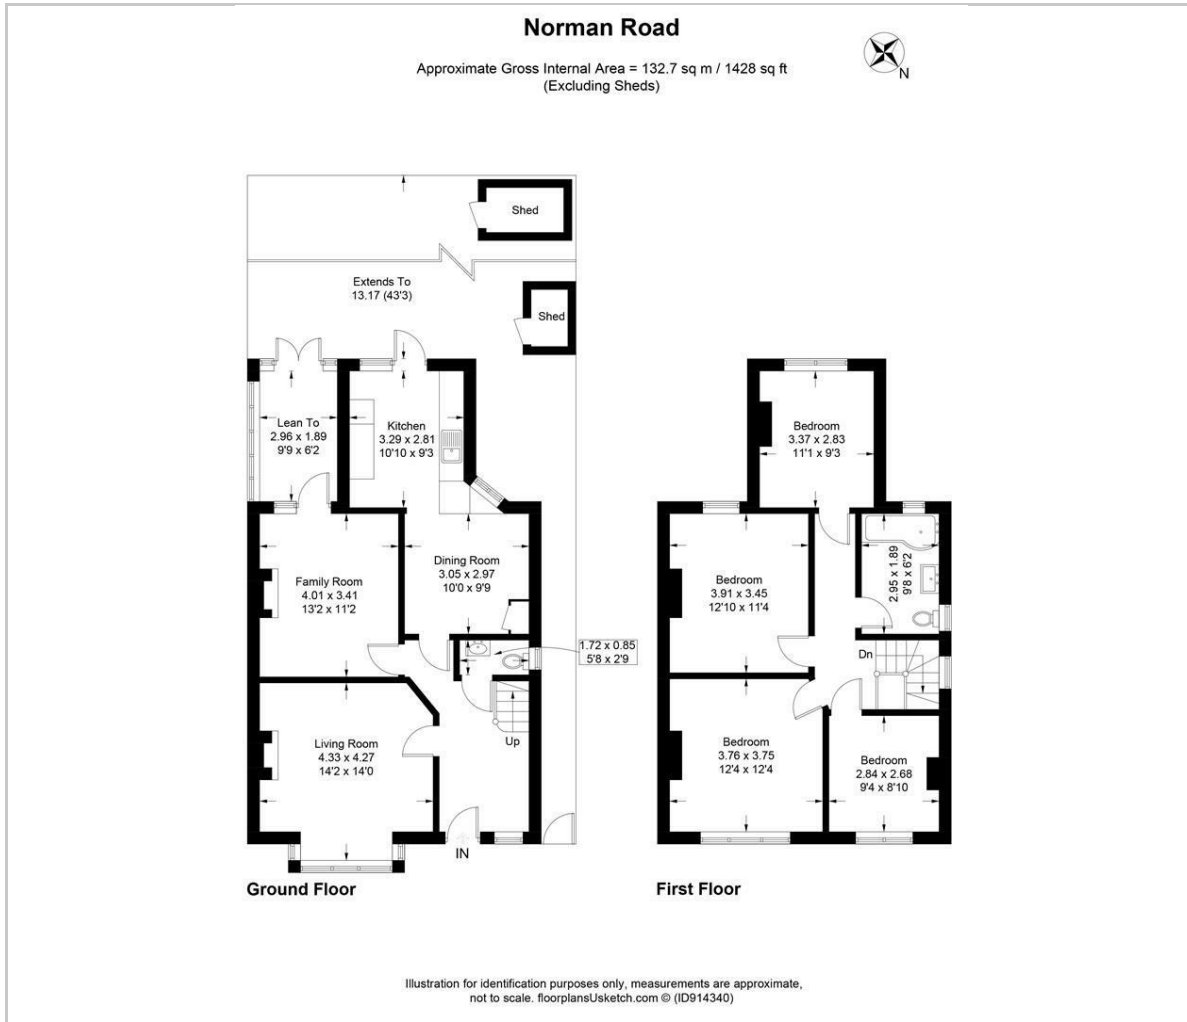 Norman Road
Approximate Gross Internal Area = 132.7 sq m / 1428 sq ft
(Excluding Sheds)
N
Shed
Extends To
13.17 (43'3)
Shed
Lean To
2.96 x 1.89
9'9 x 6'2
Kitchen
3.29 x 2.81
10'10 x 9'3
Family Room
4.01 x 3.41
13'2 x 11'2
Dining Room
3.05 x 2.97
10'0 x 9'9
1.72 x 0.85
5'8 x 2'9
Living Room
4.33 x 4.27
14'2 x 14'0
Up
IN
Ground Floor
Bedroom
3.37 x 2.83
11'1 x 9'3
Bedroom
3.91 x 3.45
12'10 x 11'4
2.95 x 1.89
9'8 x 6'2
Dn
Bedroom
3.76 x 3.75
12'4 x 12'4
Bedroom
2.84 x 2.68
9'4 x 8'10
First Floor
Illustration for identification purposes only, measurements are approximate,
not to scale. floorplansUsketch.com © (ID914340)